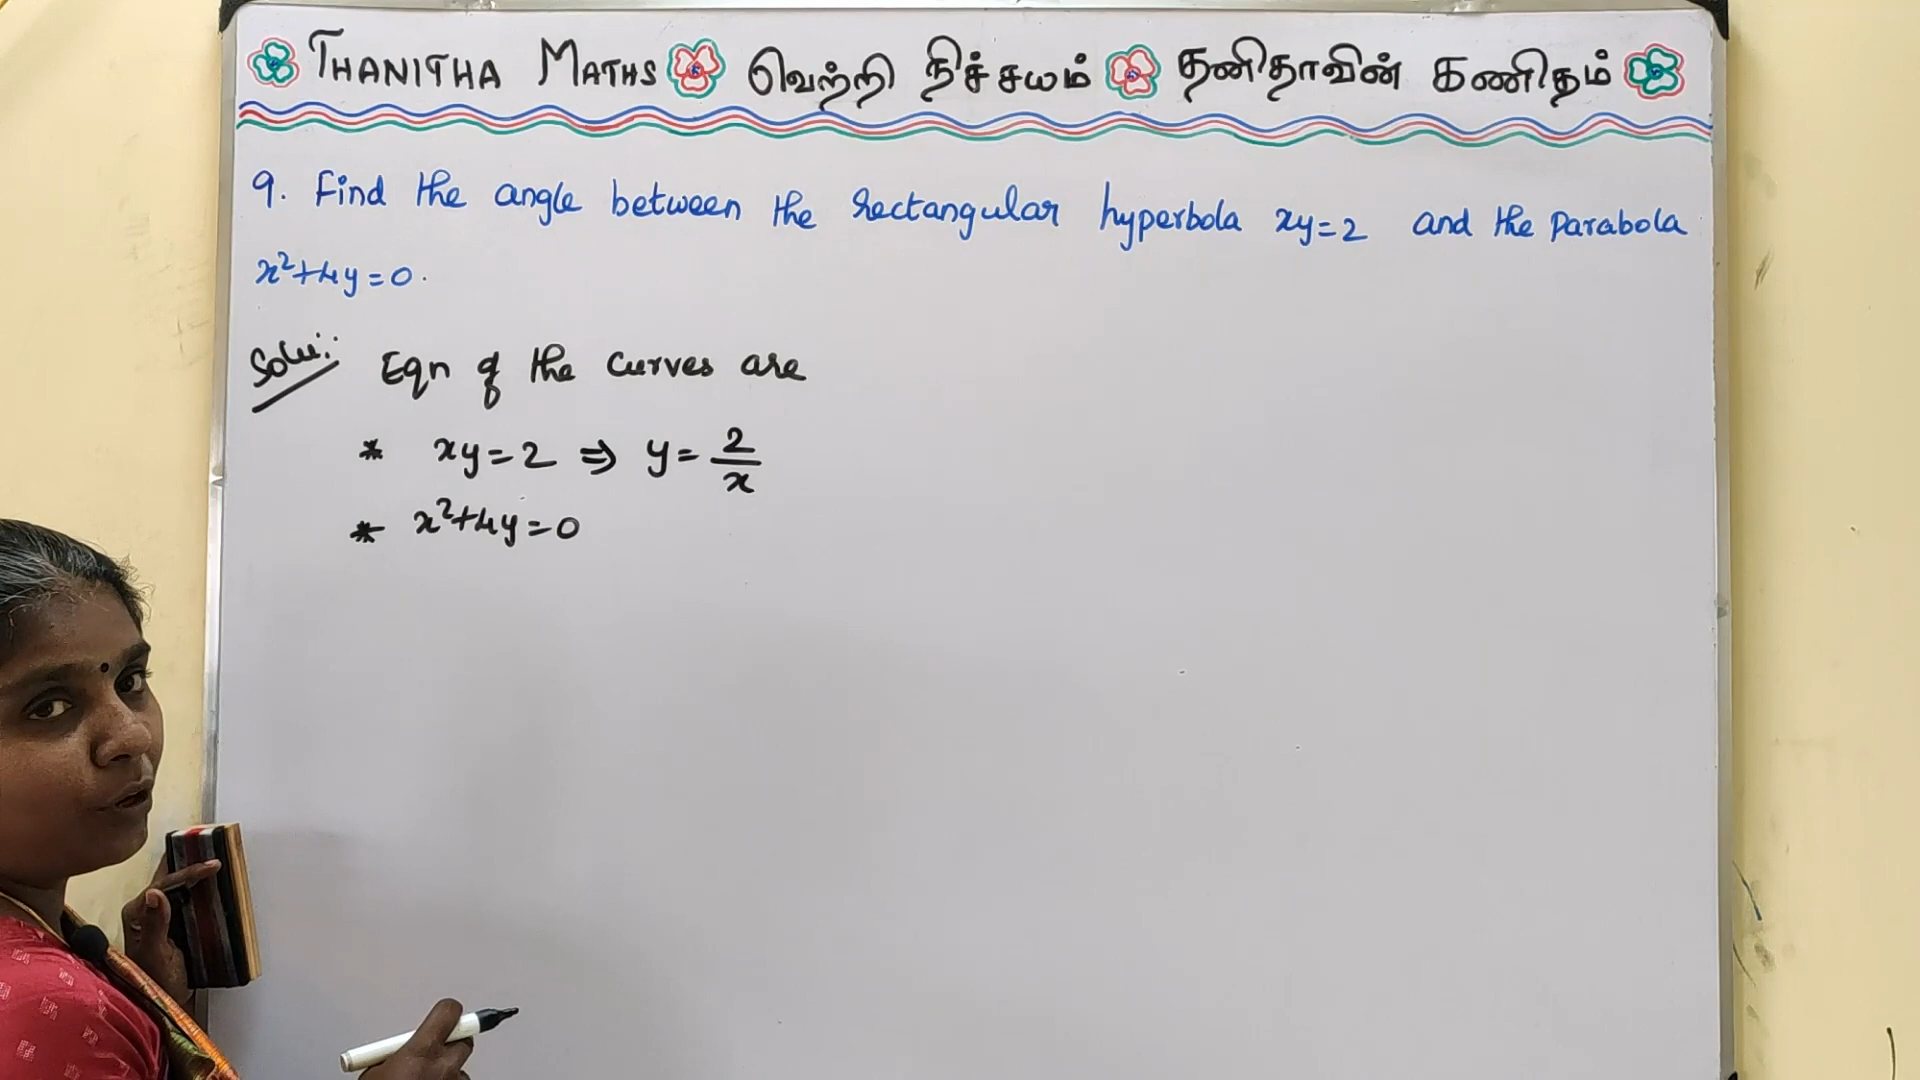 THANITHA MATHS வெற்றி நிச்சயம் தனிதாவின் கணிதம்
9. Find the angle between the rectangular hyperbola xy=2 and the parabola
x²+4y=0.
Solu:. Eqn of the curves are
* xy=2 ⇒ y=2/x
* x²+4y=0